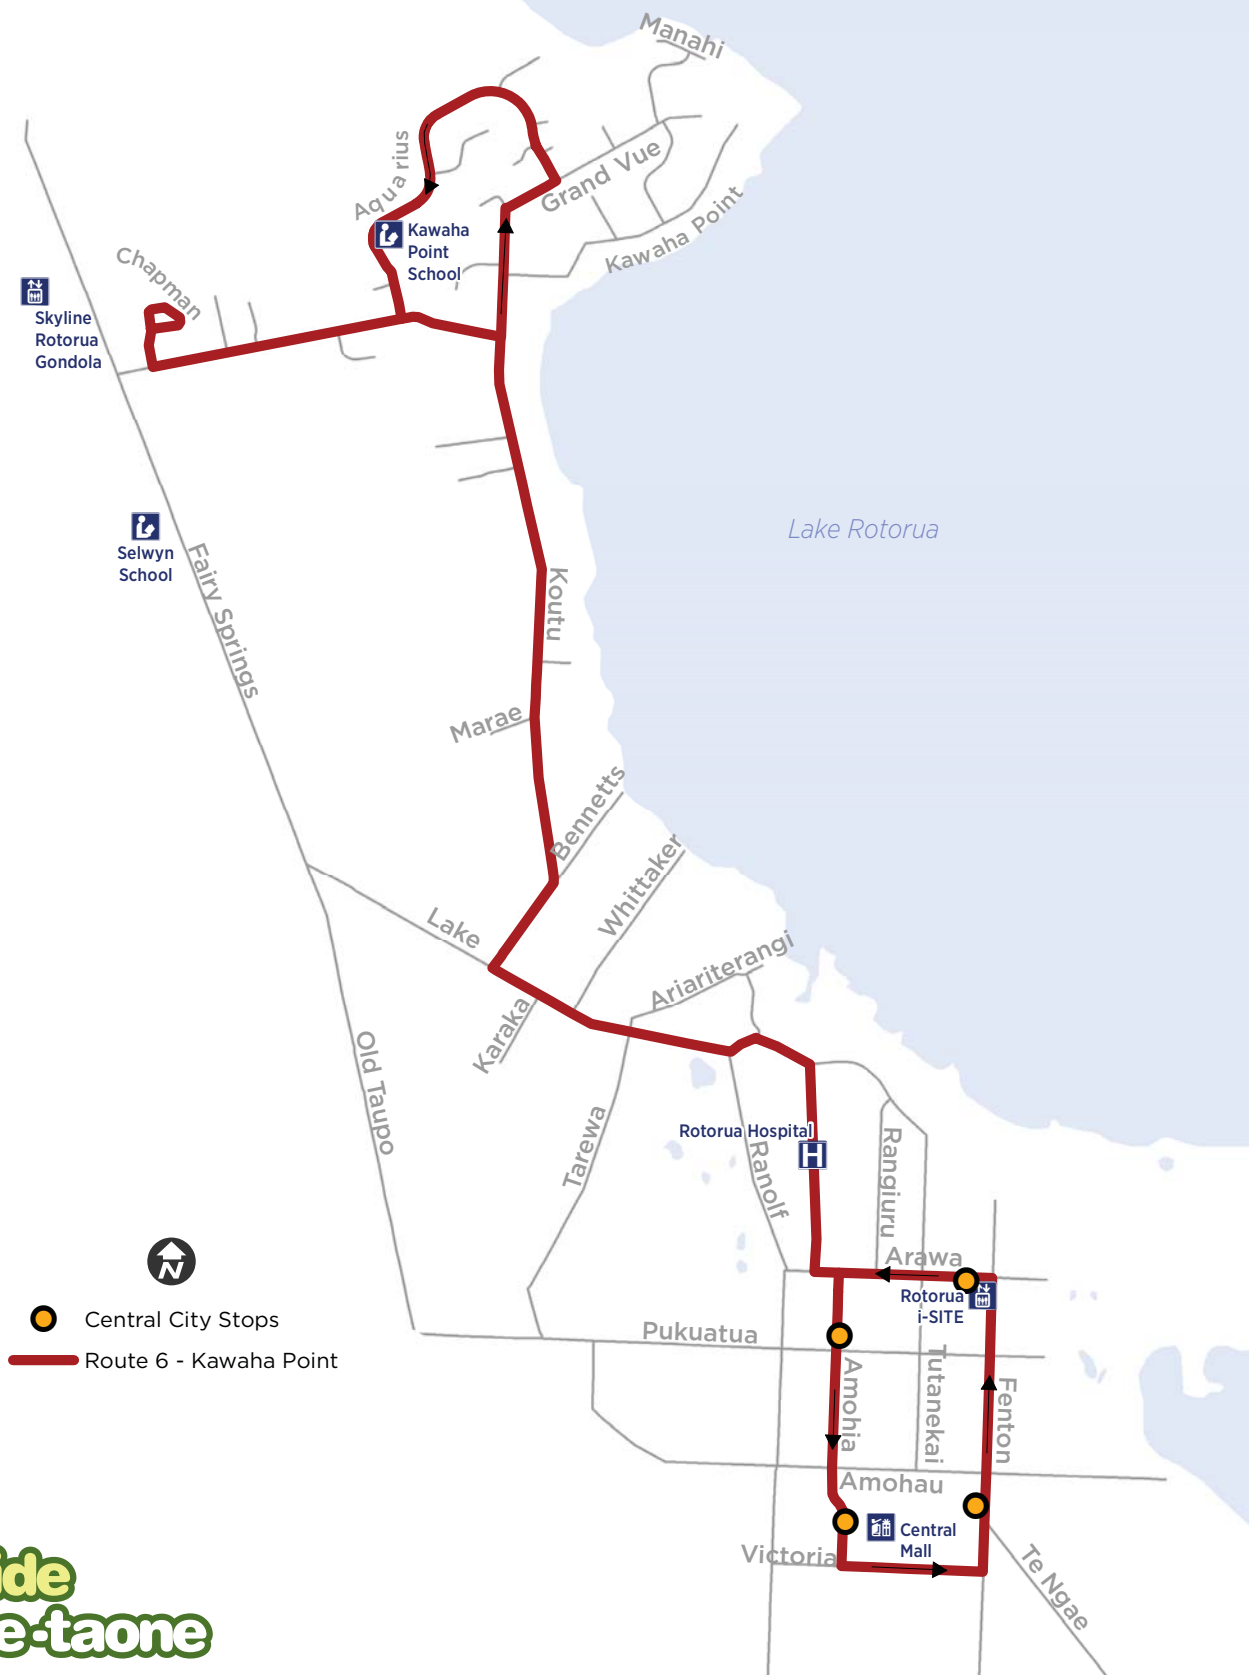 Manahi
Aquarius
Grand Vue
Kawaha Point
Kawaha
Point
School
Chapman
Skyline
Rotorua
Gondola
Lake Rotorua
Selwyn
School
Fairy Springs
Koutu
Marae
Bennetts
Whittaker
Lake
Ariariterangi
Karaka
Old Taupo
Tarewa
Rotorua Hospital
H
Ranolf
Rangiuru
Arawa
N
Rotorua
i-SITE
Central City Stops
Pukuatua
Route 6 - Kawaha Point
Amohia
Tutanekai
Fenton
Amohau
Central
Mall
Victoria
Te Ngae
ide
e-taone